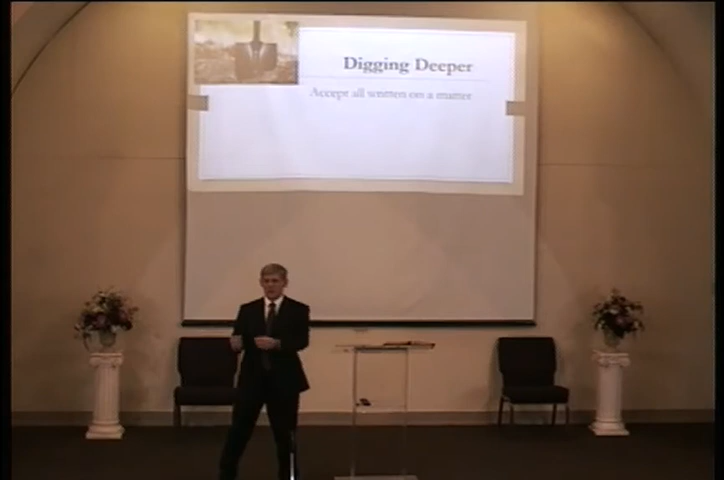 Digging Deeper
Accept all written on a matter